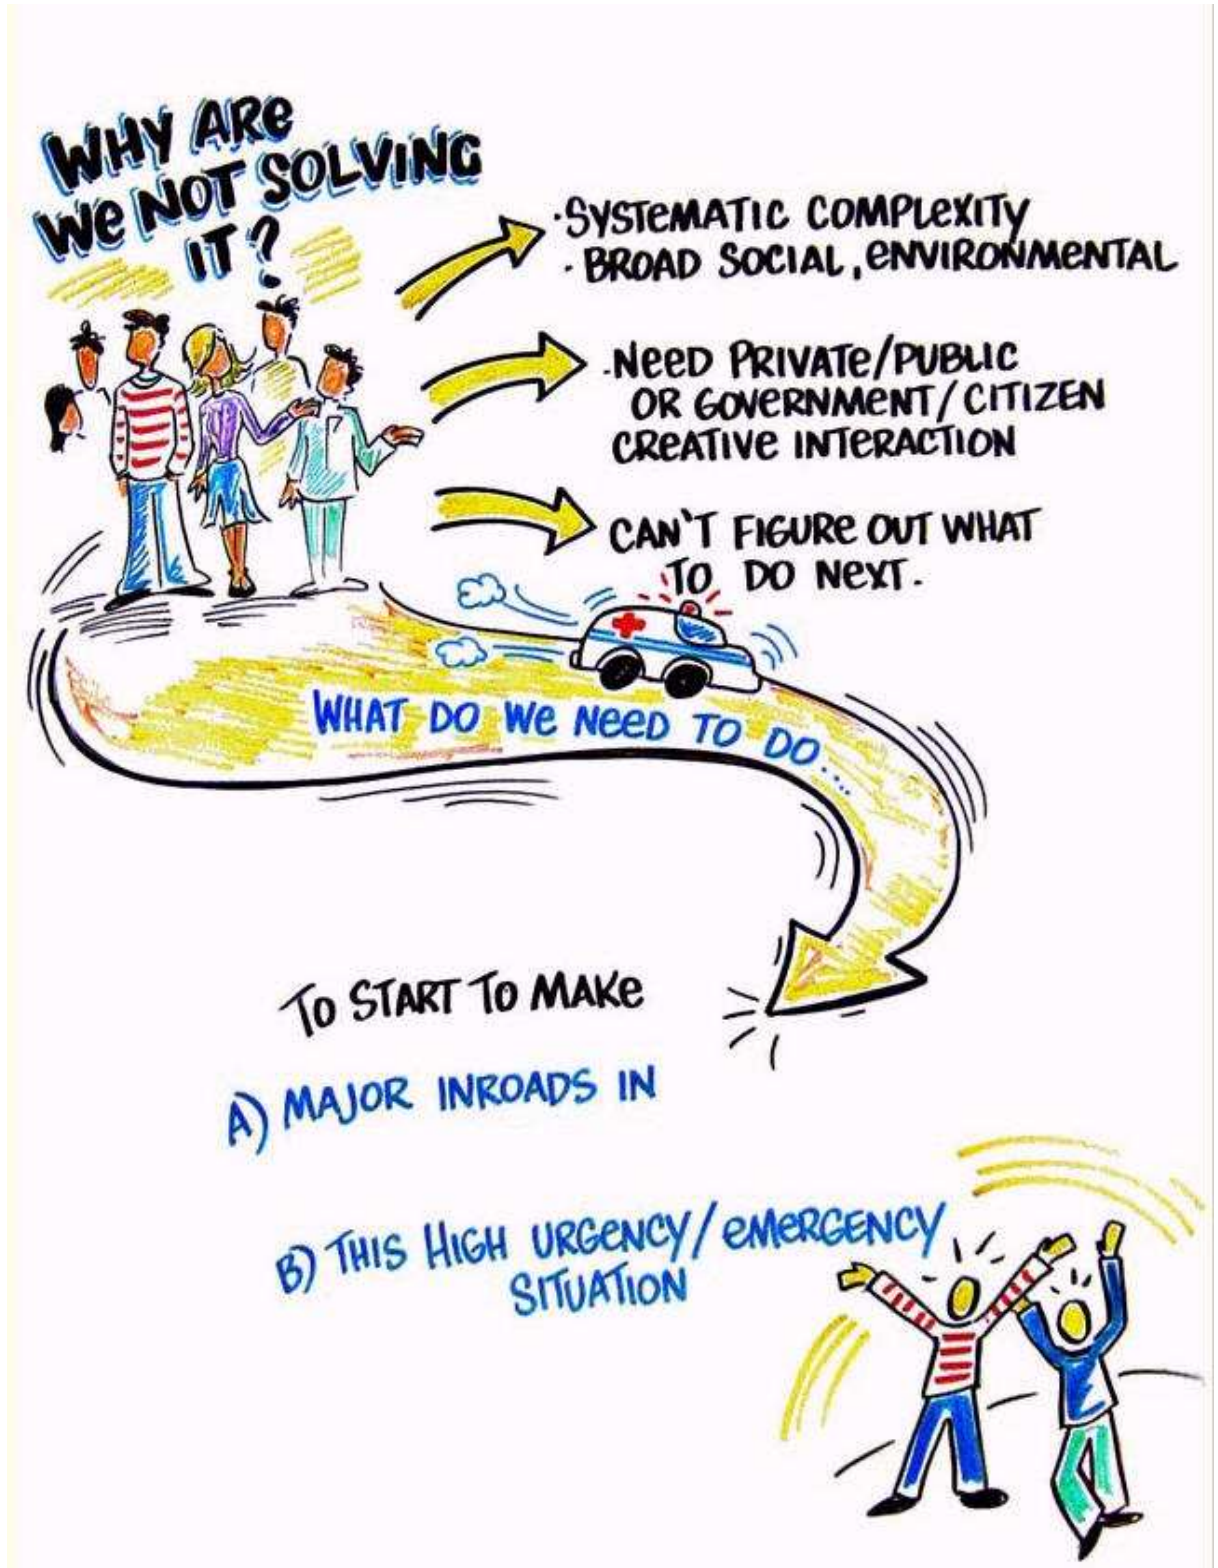 WHY ARe
We NOT SOLVING
IT?
·SYSTeMATIC COMPLeXITY
· BROAD SOCIAL, eNVIRONMeNTAL
·NeeD PRIVATe/PUBLIC
OR GOVeRNMeNT/CITIZEN
CReATIVe INTeRACTION
CAN'T FIGURe OUT WHAT
TO DO NeXT.
WHAT DO We NeeD TO DO....
TO START TO MAKe
A) MAJOR INROADS IN
B) THIS HIGH URGeNCY/eMeRGENCY
SITUATION